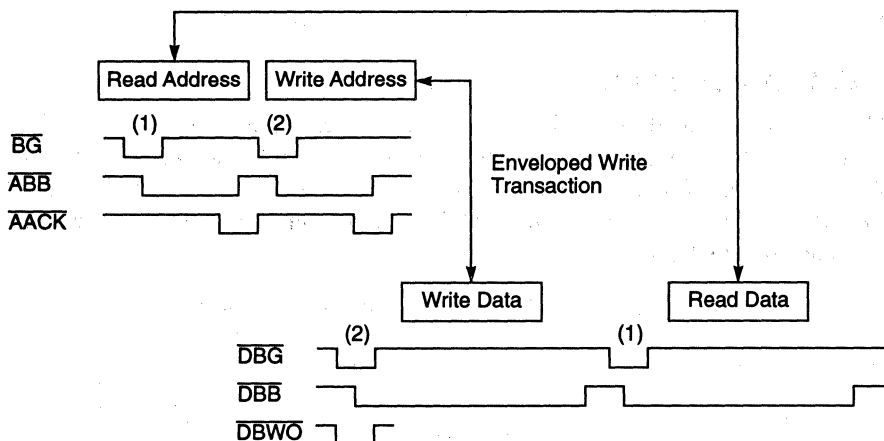 Read Address
Write Address
(1)
(2)
BG
ABB
AACK
Enveloped Write
Transaction
Write Data
Read Data
(2)
(1)
DBG
DBB
DBWO